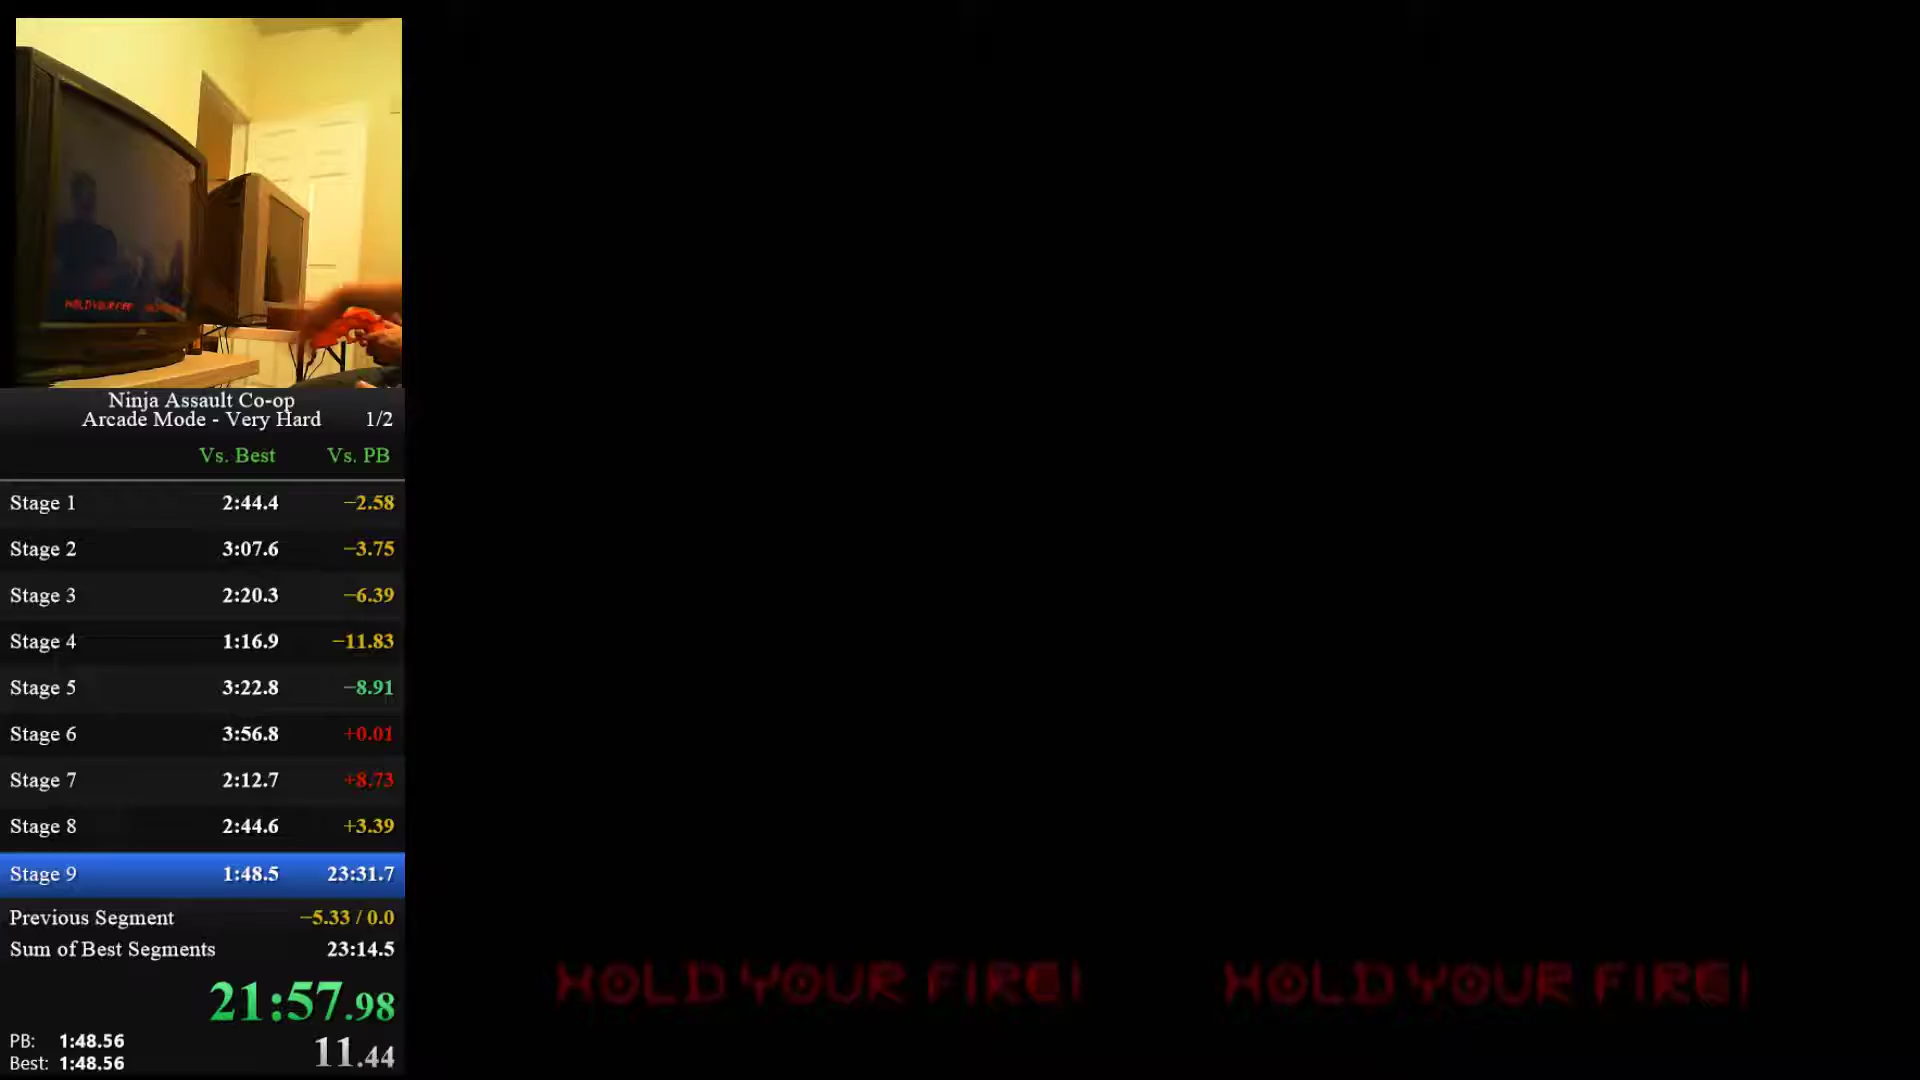 Ninja Assault Co-op
Arcade Mode - Very Hard 1/2
Vs. Best Vs. PB
Stage 1 2:44.4 −2.58
Stage 2 3:07.6 −3.75
Stage 3 2:20.3 −6.39
Stage 4 1:16.9 −11.83
Stage 5 3:22.8 −8.91
Stage 6 3:56.8 +0.01
Stage 7 2:12.7 +8.73
Stage 8 2:44.6 +3.39
Stage 9 1:48.5 23:31.7
Previous Segment −5.33 / 0.0
Sum of Best Segments 23:14.5
21:57.98
PB: 1:48.56
Best: 1:48.56
11.44
HOLD YOUR FIRE! HOLD YOUR FIRE!